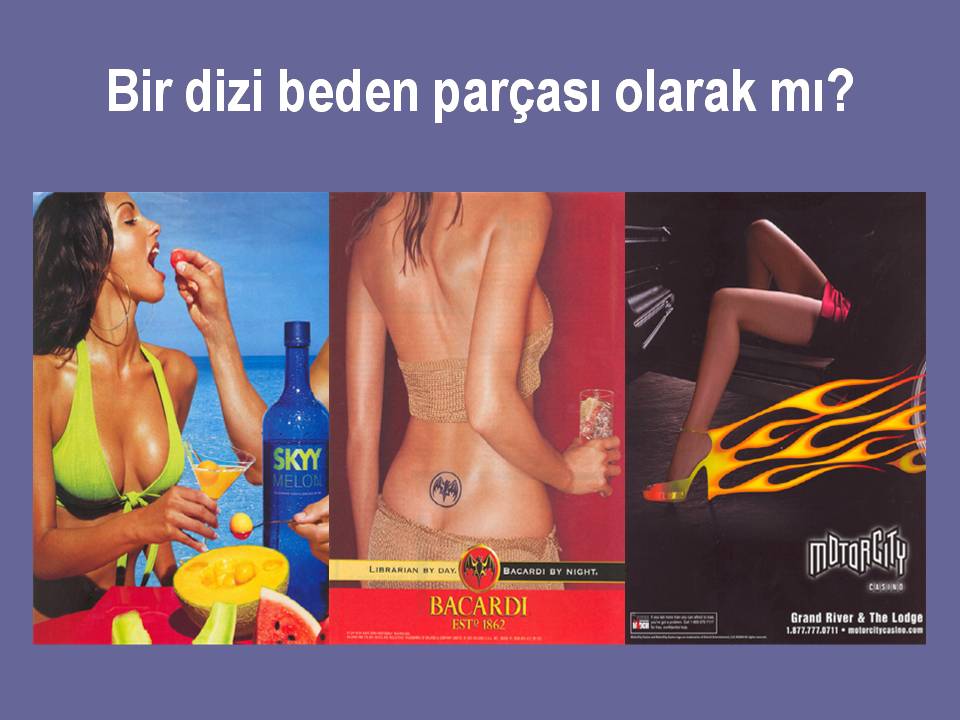 Bir dizi beden parçası olarak mı?
SKYY
MELON
LIBRARIAN BY DAY. BACARDI BY NIGHT.
BACARDI
ESTD 1862
MOTORCITY
CASINO
Grand River & The Lodge
1.877.777.0711 • motorcitycasino.com